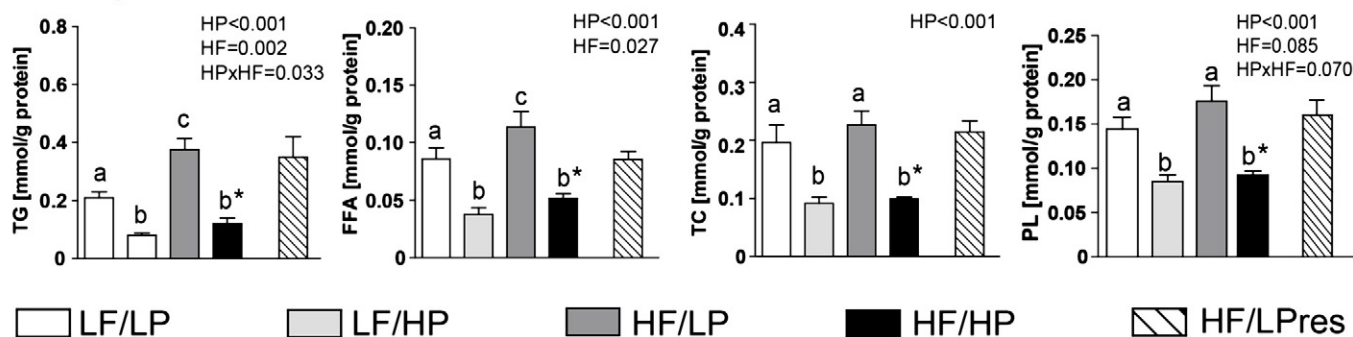 TG [mmol/g protein]
0.8
0.6
0.4
0.2
0
a
b
c
b*
HP<0.001
HF=0.002
HPxHF=0.033
FFA [mmol/g protein]
0.15
0.10
0.05
0.00
a
b
c
b*
HP<0.001
HF=0.027
TC [mmol/g protein]
0.4
0.3
0.2
0.1
0
a
b
a
b*
HP<0.001
PL [mmol/g protein]
0.25
0.20
0.15
0.10
0.05
0
a
b
a
b*
HP<0.001
HF=0.085
HPxHF=0.070
LF/LP
LF/HP
HF/LP
HF/HP
HF/LPres